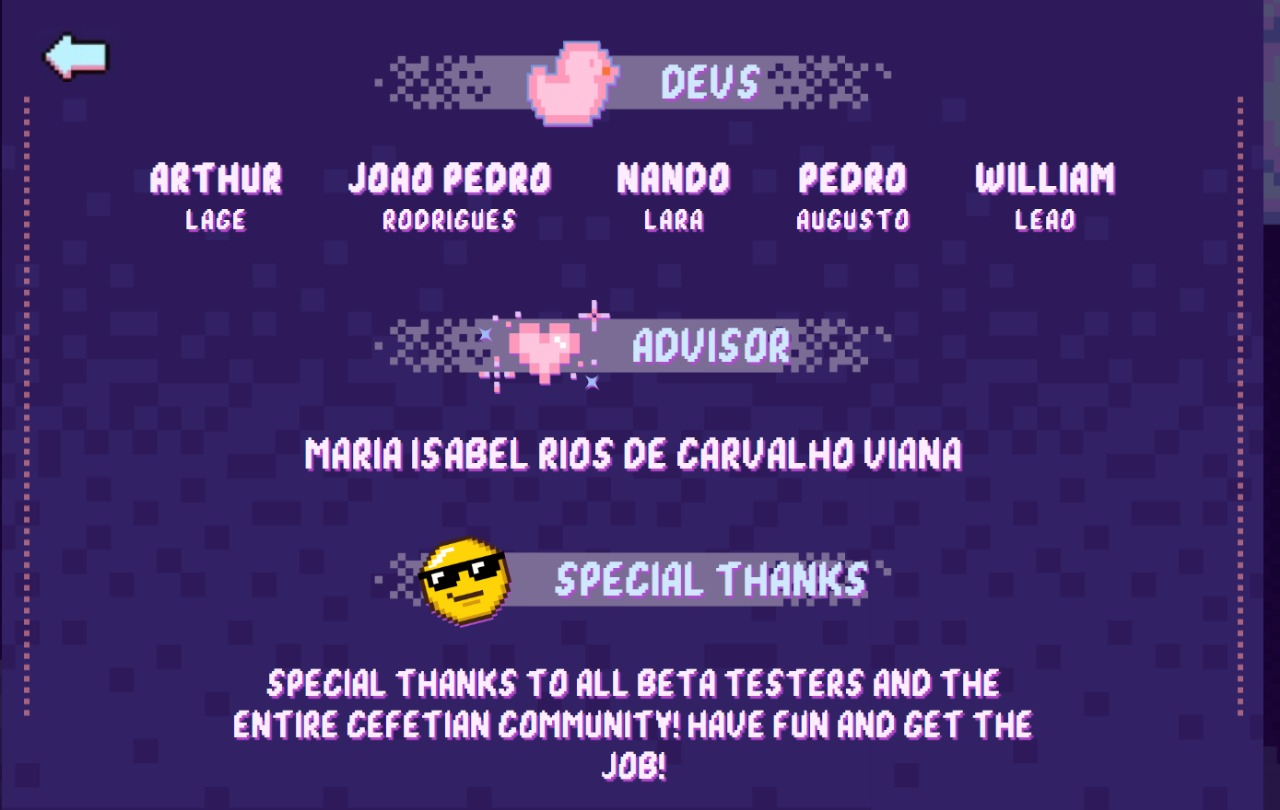 DEVS
ARTHUR JOAO PEDRO NANDO PEDRO WILLIAM
LAGE RODRIGUES LARA AUGUSTO LEAO
ADVISOR
MARIA ISABEL RIOS DE CARVALHO VIANA
SPECIAL THANKS
SPECIAL THANKS TO ALL BETA TESTERS AND THE
ENTIRE CEFETIAN COMMUNITY! HAVE FUN AND GET THE
JOB!